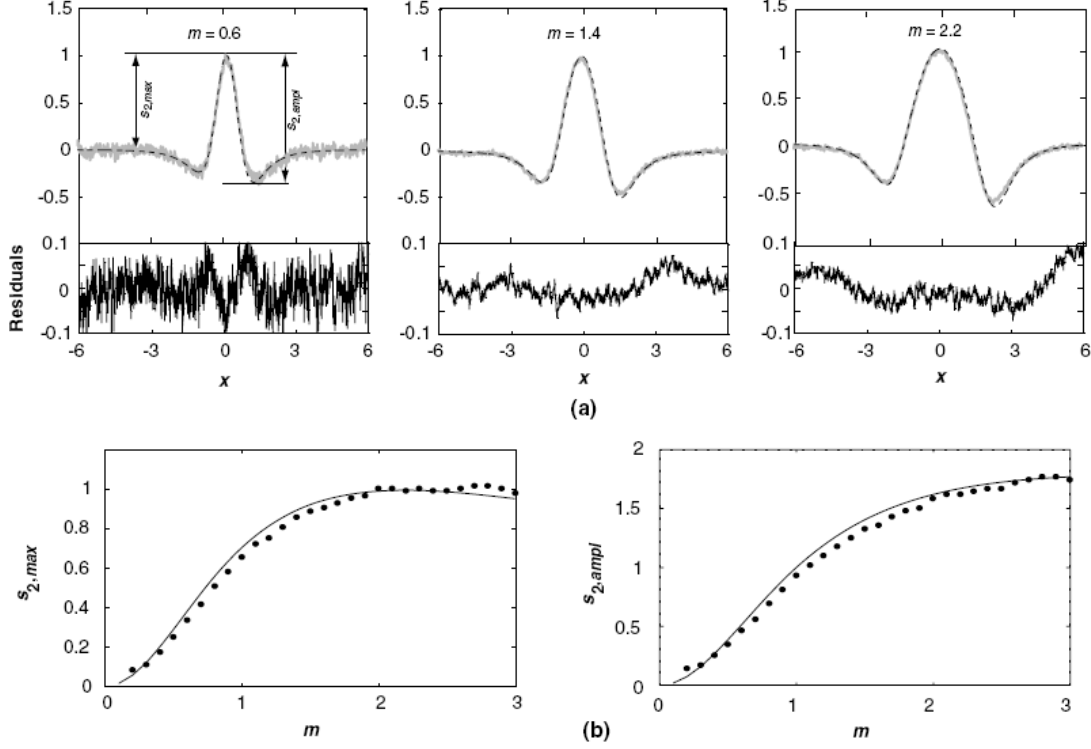 1.5 1.5 1.5
m = 0.6 m = 1.4 m = 2.2
1 1 1
s2,max s2,ampl
0.5 0.5 0.5
0 0 0
-0.5 -0.5 -0.5
0.1 0.1 0.1
Residuals
0 0 0
-0.1 -0.1 -0.1
-6 -3 0 3 6 -6 -3 0 3 6 -6 -3 0 3 6
x x x
(a)
1 2
0.8 1.5
0.6 1
0.4 0.5
0.2 0
0
s2,max s2,ampl
0 1 2 3 0 1 2 3
m (b) m